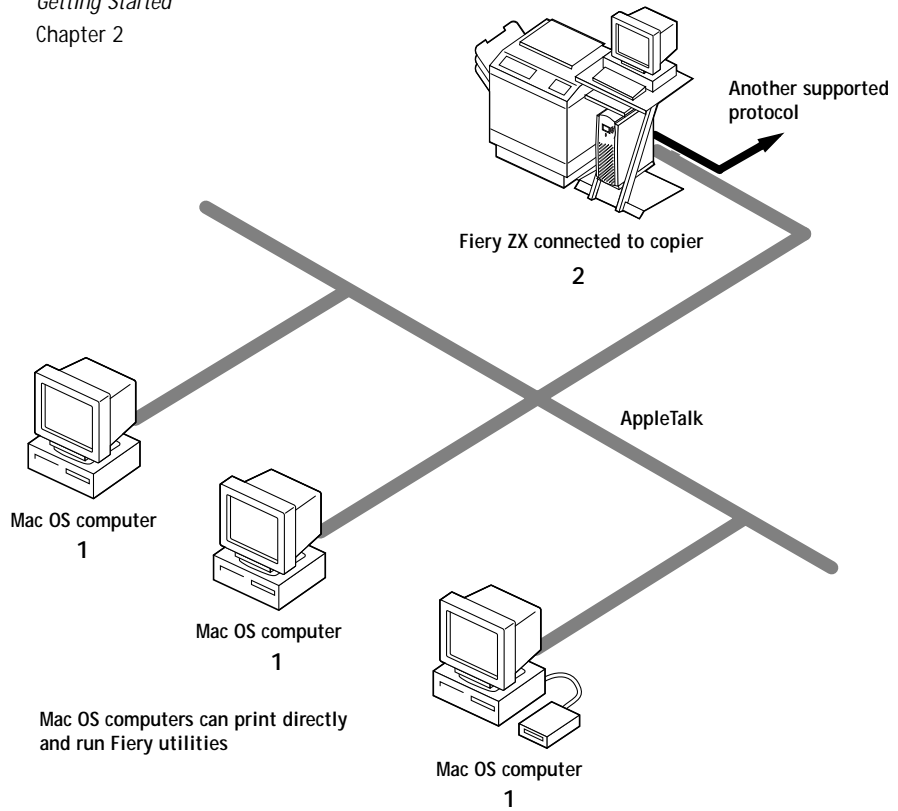 Getting Started
Chapter 2
Another supported
protocol
Fiery ZX connected to copier
2
AppleTalk
Mac OS computer
1
Mac OS computer
1
Mac OS computers can print directly
and run Fiery utilities
Mac OS computer
1